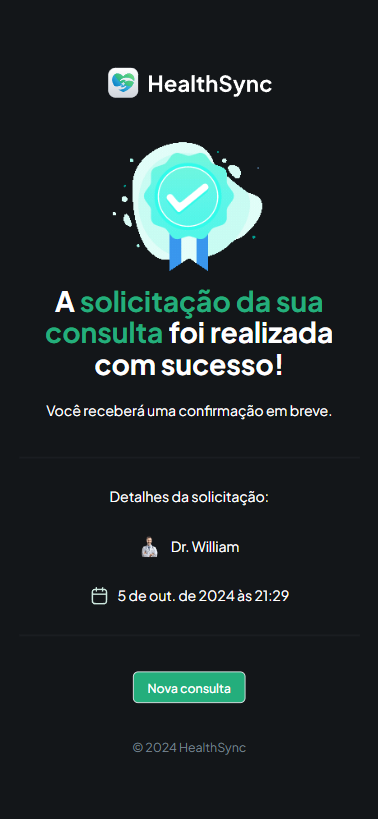 HealthSync
A solicitação da sua
consulta foi realizada
com sucesso!
Você receberá uma confirmação em breve.
Detalhes da solicitação:
Dr. William
5 de out. de 2024 às 21:29
Nova consulta
© 2024 HealthSync